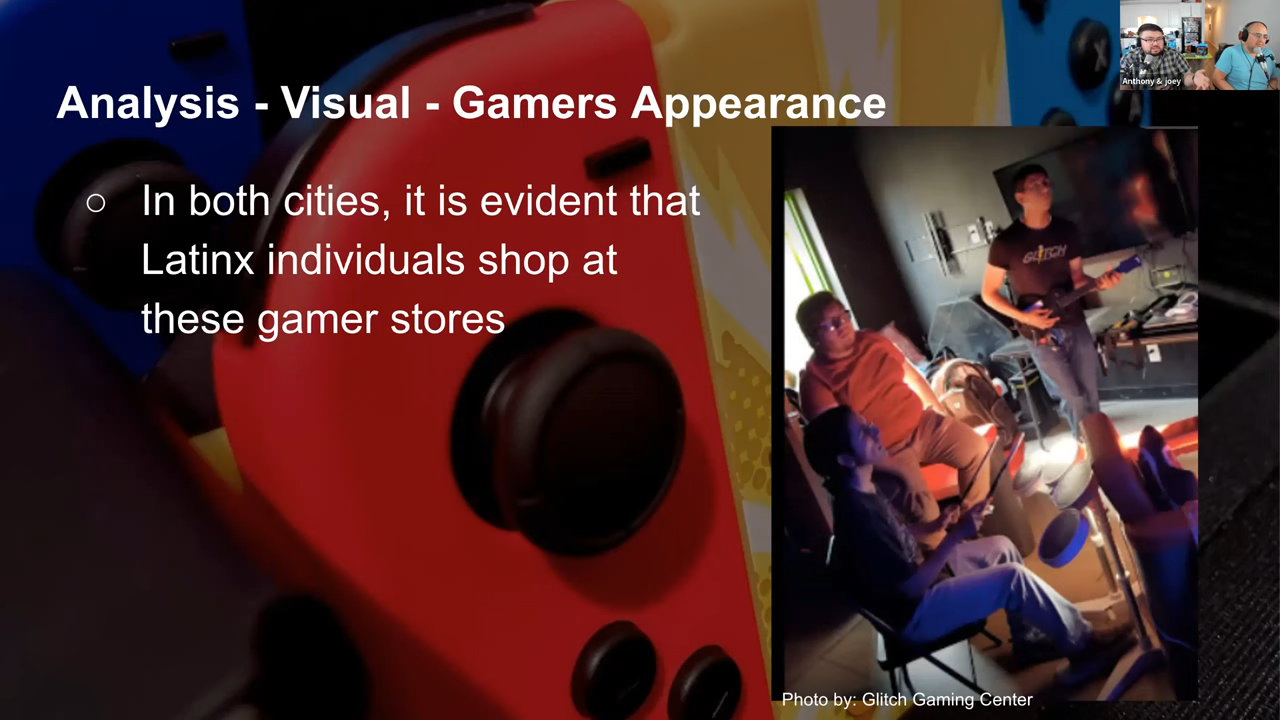 Anthony & joey
Analysis - Visual - Gamers Appearance
○ In both cities, it is evident that
Latinx individuals shop at
these gamer stores
GLITCH
X
Photo by: Glitch Gaming Center